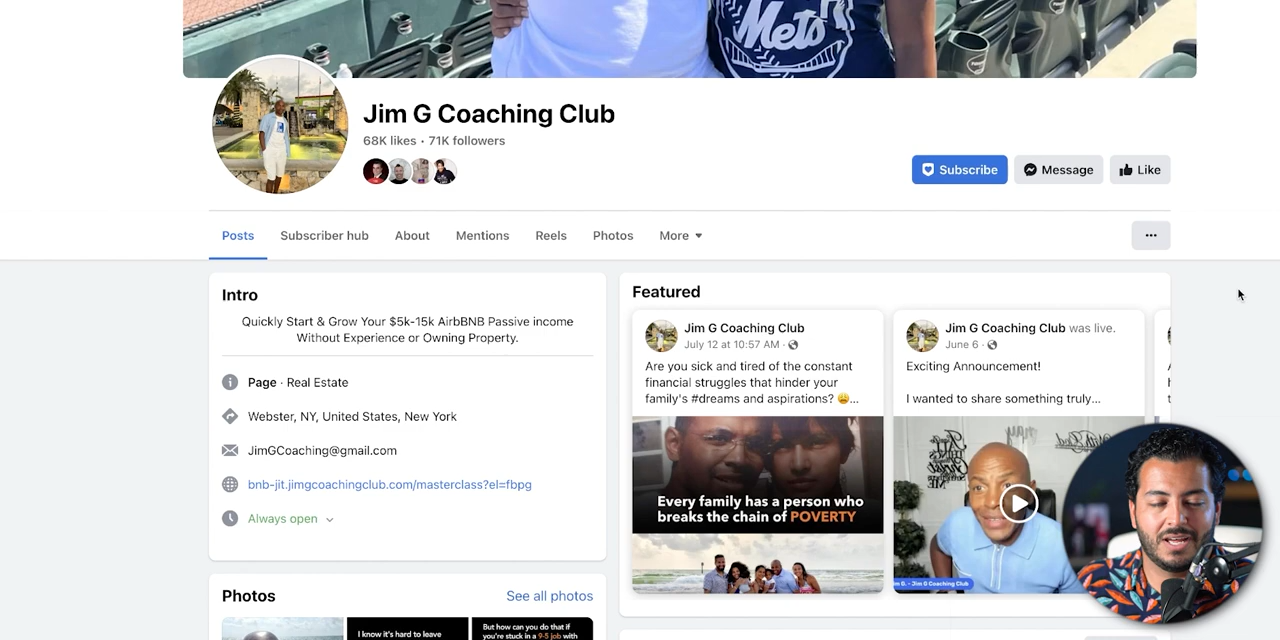 Mets
Jim G Coaching Club
68K likes • 71K followers
Subscribe
Message
Like
Posts
Subscriber hub
About
Mentions
Reels
Photos
More
Intro
Quickly Start & Grow Your $5k-15k AirBNB Passive income
Without Experience or Owning Property.
Page · Real Estate
Webster, NY, United States, New York
JimGCoaching@gmail.com
bnb-jit.jimgcoachingclub.com/masterclass?el=fbpg
Always open
Photos
See all photos
I know it's hard to leave
But how can you do that if
you're stuck in a 9-5 job with
Featured
Jim G Coaching Club
July 12 at 10:57 AM ·
Are you sick and tired of the constant
financial struggles that hinder your
family's #dreams and aspirations? 😩...
Every family has a person who
breaks the chain of POVERTY
Jim G Coaching Club was live.
June 6 ·
Exciting Announcement!
I wanted to share something truly...
Jim G Coaching Club